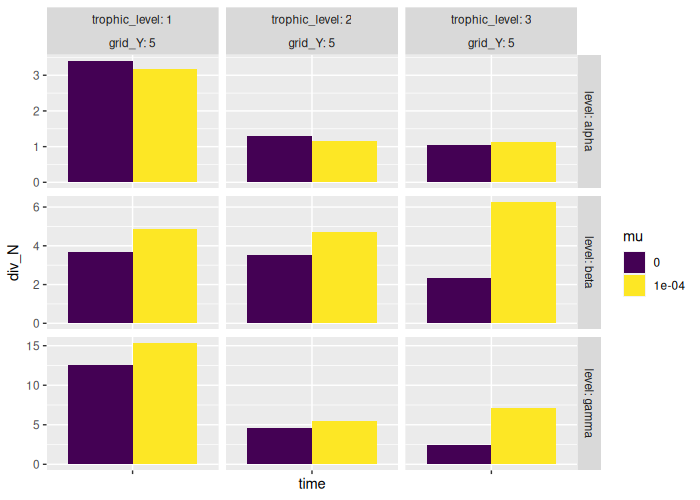 trophic_level: 1
trophic_level: 2
trophic_level: 3
grid_Y: 5
grid_Y: 5
grid_Y: 5
3
2
1
0
level: alpha
6
4
2
0
level: beta
15
10
5
0
level: gamma
div_N
time
mu
0
1e-04